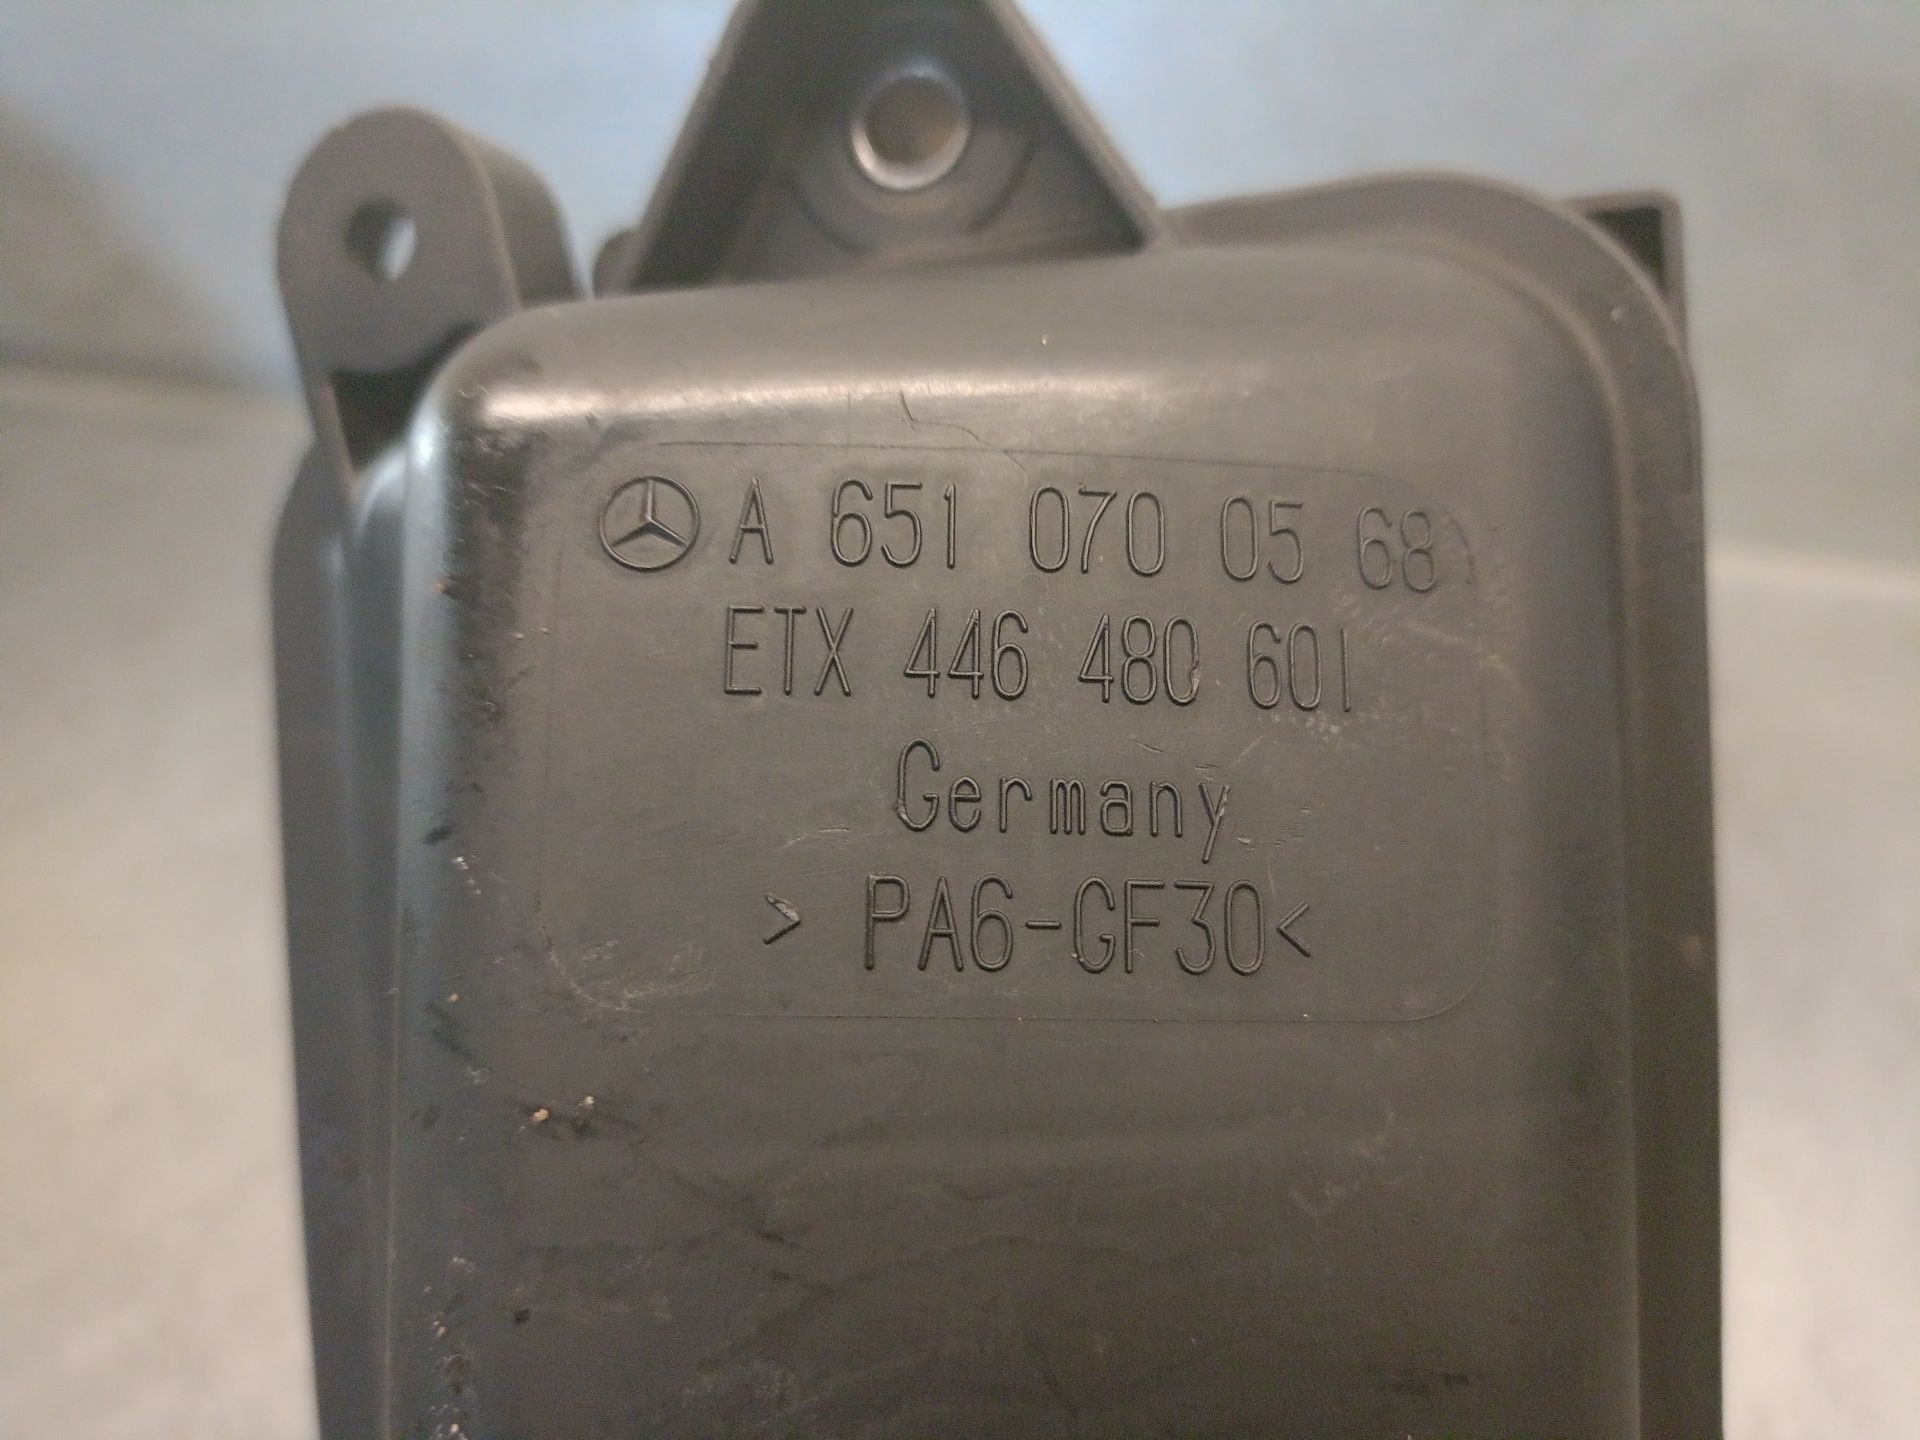 A 651 070 05 68
ETX 446 480 601
Germany
> PA6-GF30<